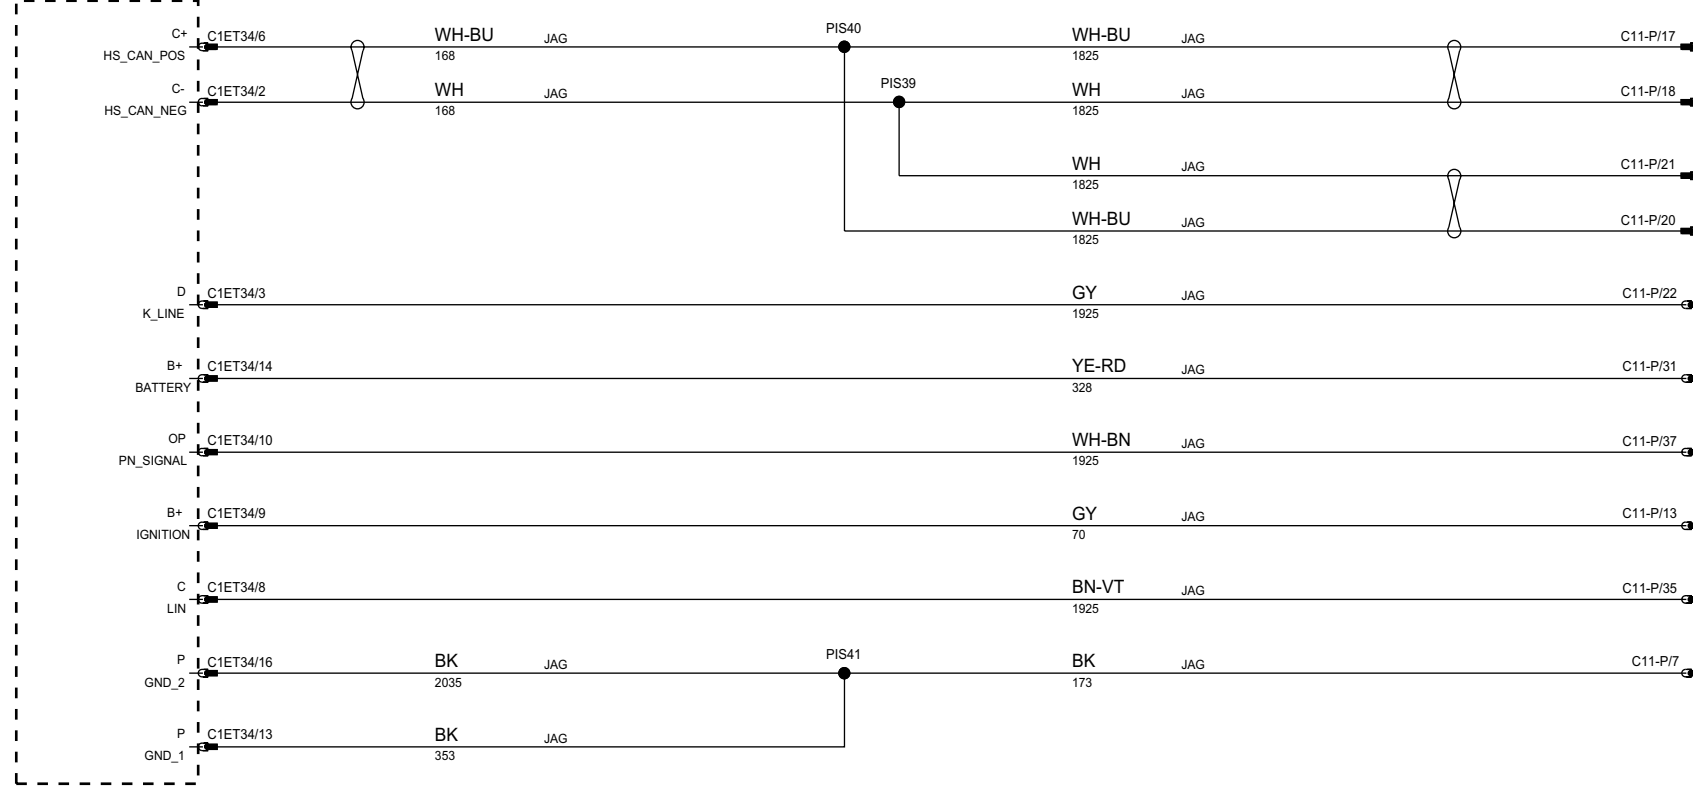 C+ C1ET34/6 WH-BU JAG PIS40 WH-BU JAG C11-P/17
HS_CAN_POS 168 1825
C- C1ET34/2 WH JAG PIS39 WH JAG C11-P/18
HS_CAN_NEG 168 1825
WH JAG C11-P/21
1825
WH-BU JAG C11-P/20
1825
D C1ET34/3 GY JAG C11-P/22
K_LINE 1925
B+ C1ET34/14 YE-RD JAG C11-P/31
BATTERY 328
OP C1ET34/10 WH-BN JAG C11-P/37
PN_SIGNAL 1925
B+ C1ET34/9 GY JAG C11-P/13
IGNITION 70
C C1ET34/8 BN-VT JAG C11-P/35
LIN 1925
P C1ET34/16 BK JAG PIS41 BK JAG C11-P/7
GND_2 2035 173
P C1ET34/13 BK JAG
GND_1 353